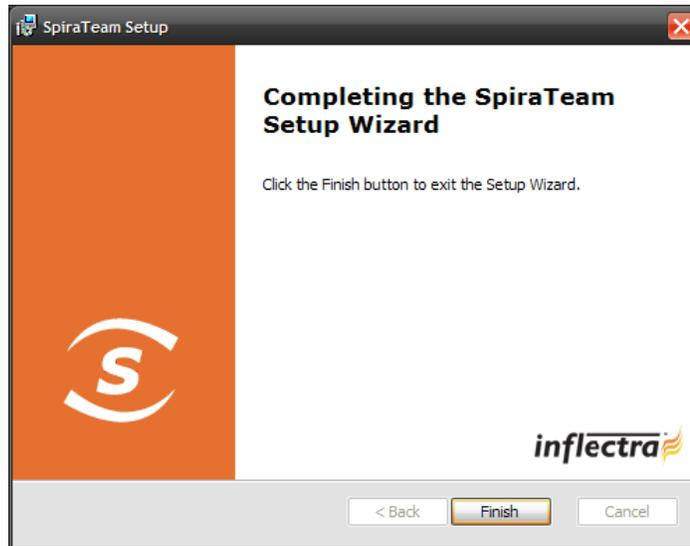 SpiraTeam Setup
Completing the SpiraTeam
Setup Wizard
Click the Finish button to exit the Setup Wizard.
S
inflectra
< Back
Finish
Cancel